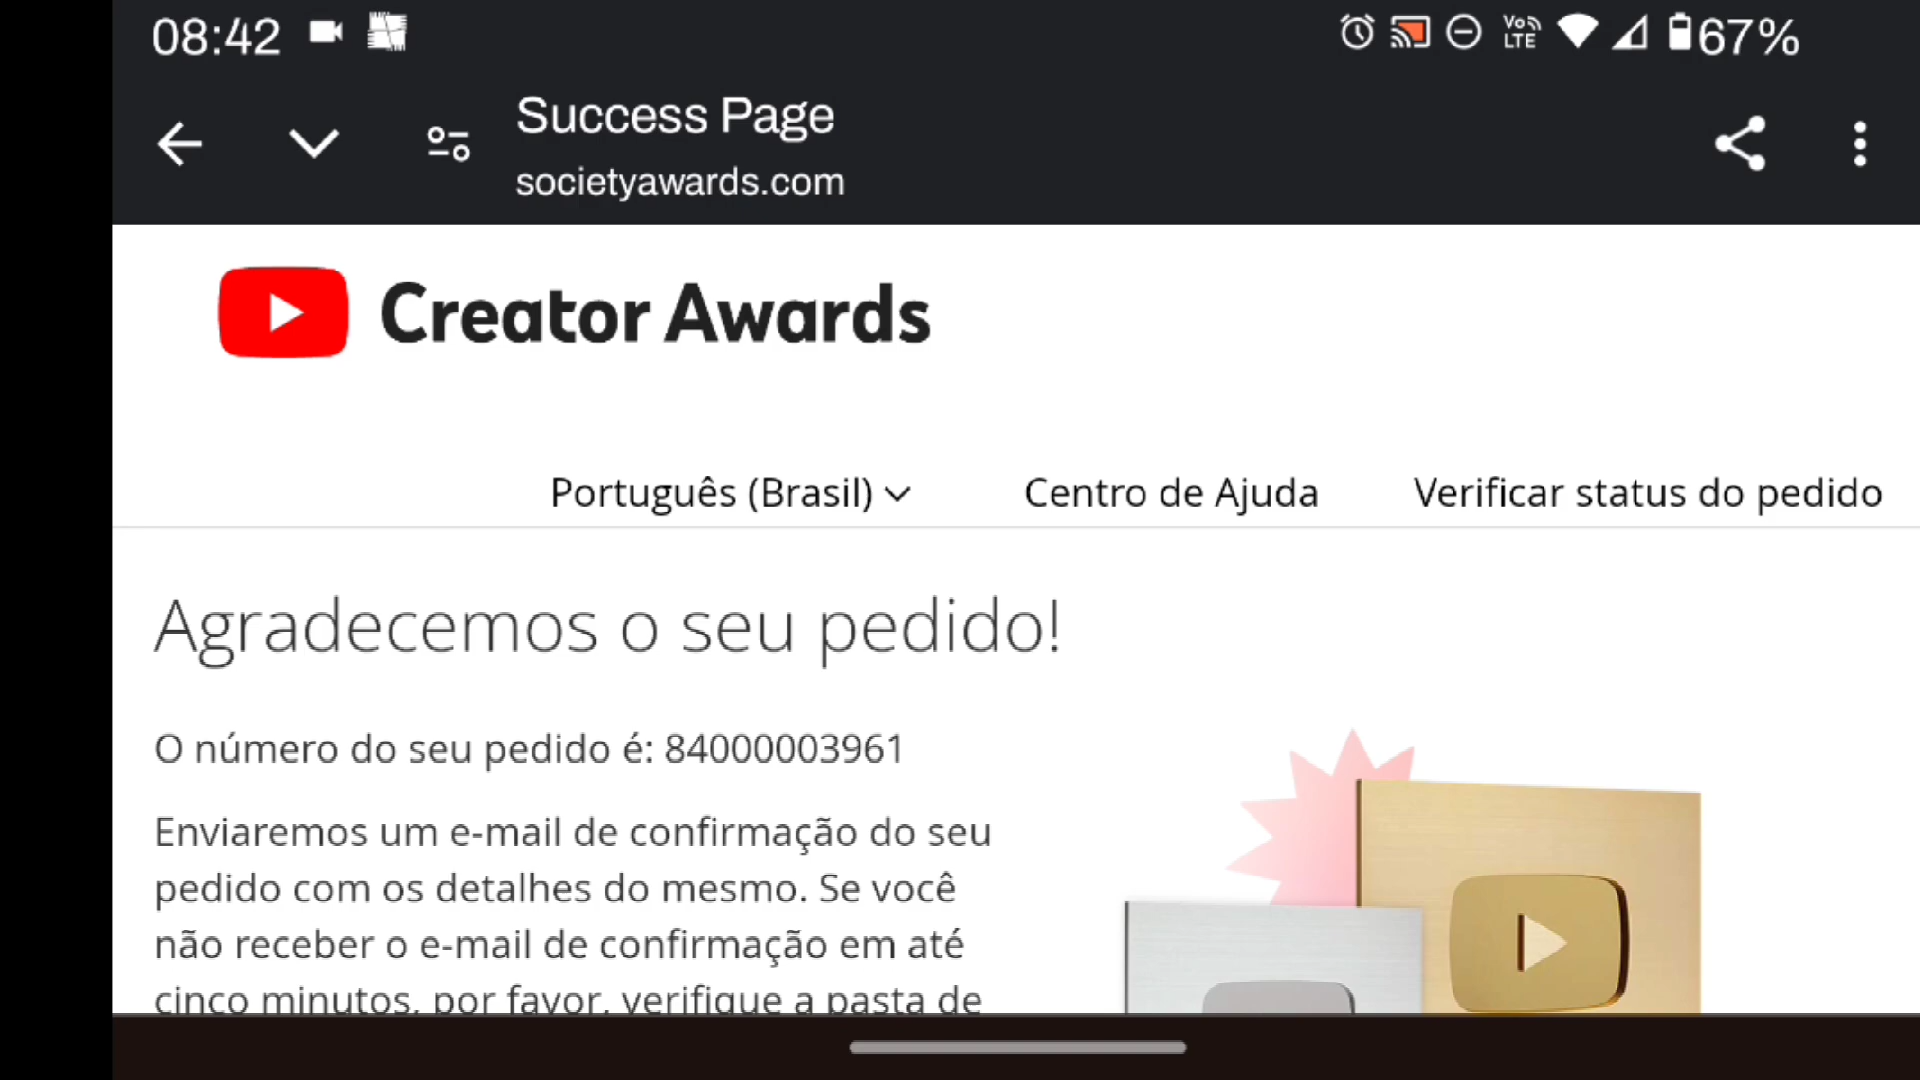 08:42
Vo LTE 67%
Success Page
societyawards.com
Creator Awards
Português (Brasil) Centro de Ajuda Verificar status do pedido
Agradecemos o seu pedido!
O número do seu pedido é: 84000003961
Enviaremos um e-mail de confirmação do seu
pedido com os detalhes do mesmo. Se você
não receber o e-mail de confirmação em até
cinco minutos, por favor, verifique a pasta de